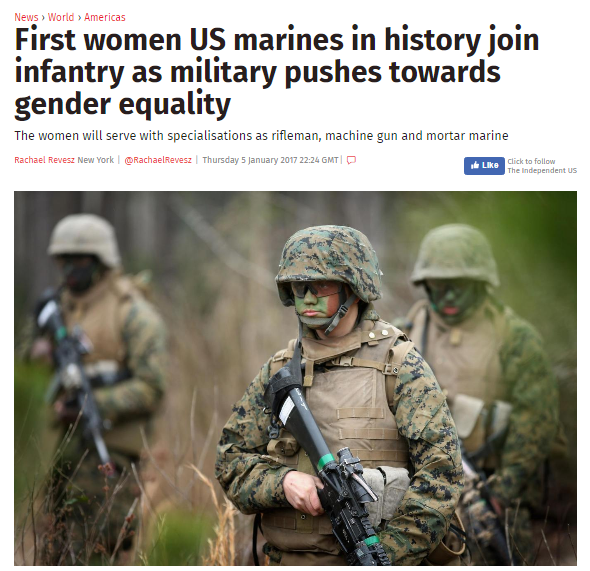 News › World › Americas
First women US marines in history join
infantry as military pushes towards
gender equality
The women will serve with specialisations as rifleman, machine gun and mortar marine
Rachael Revesz New York | @RachaelRevesz | Thursday 5 January 2017 22:24 GMT |
Like
Click to follow
The Independent US